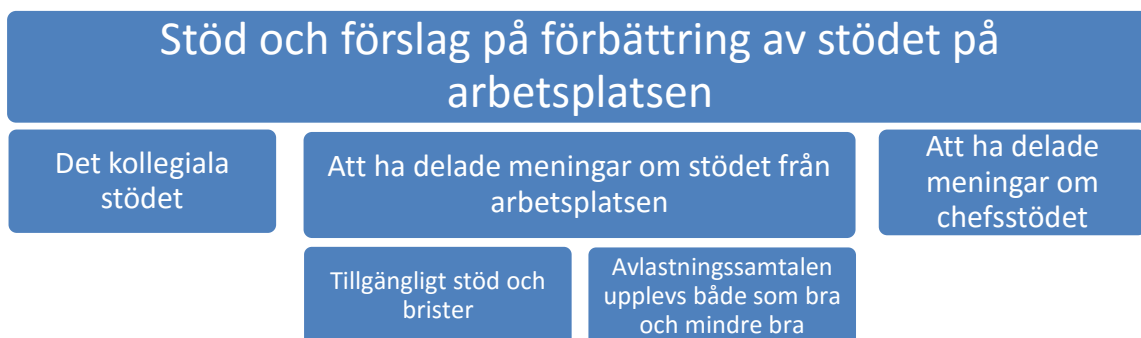 Stöd och förslag på förbättring av stödet på
arbetsplatsen
Det kollegiala
stödet
Att ha delade meningar om stödet från
arbetsplatsen
Att ha delade
meningar om
chefsstödet
Tillgängligt stöd och
brister
Avlastningssamtalen
upplevs både som bra
och mindre bra